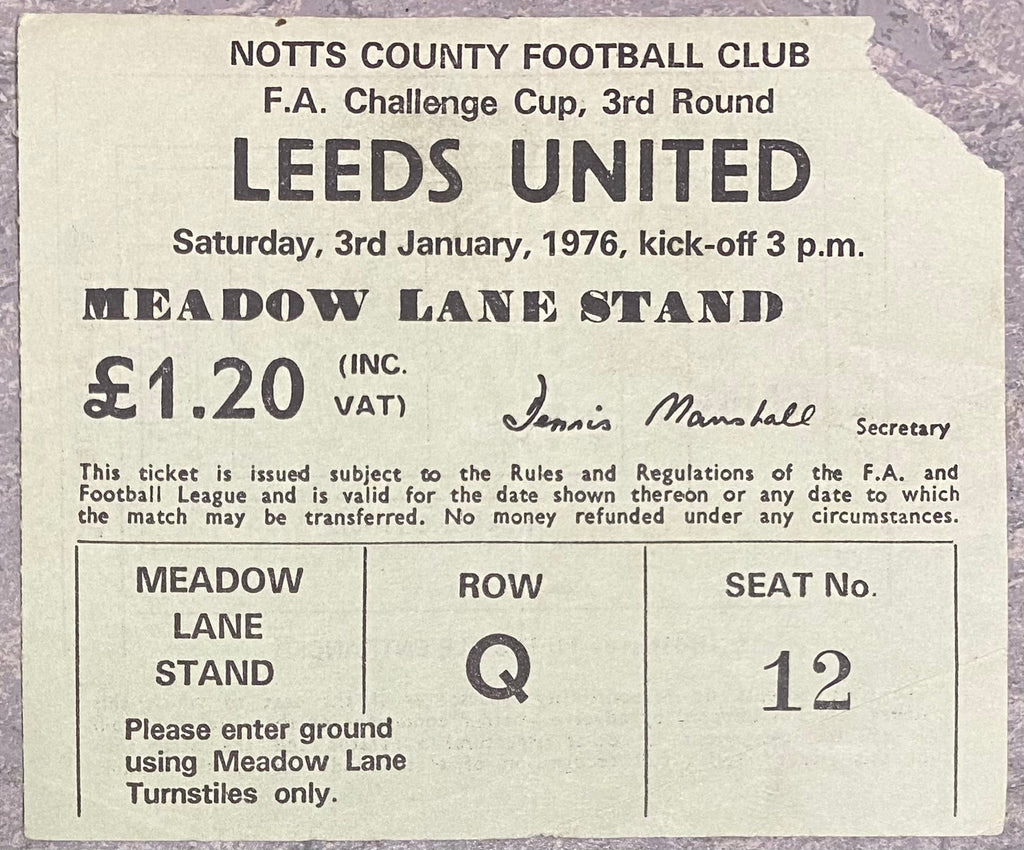 NOTTS COUNTY FOOTBALL CLUB
F.A. Challenge Cup, 3rd Round
LEEDS UNITED
Saturday, 3rd January, 1976, kick-off 3 p.m.
MEADOW LANE STAND
£1.20 (INC. VAT)
Dennis Marshall Secretary
This ticket is issued subject to the Rules and Regulations of the F.A. and
Football League and is valid for the date shown thereon or any date to which
the match may be transferred. No money refunded under any circumstances.
MEADOW
LANE
STAND
Please enter ground
using Meadow Lane
Turnstiles only.
ROW
Q
SEAT No.
12